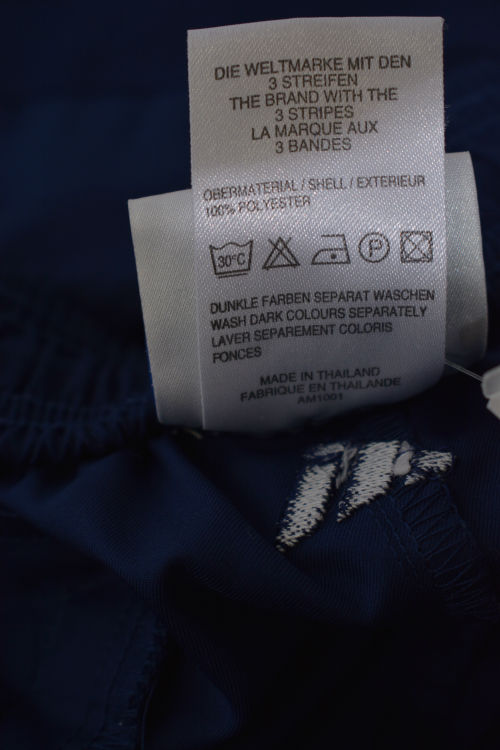 DIE WELTMARKE MIT DEN
3 STREIFEN
THE BRAND WITH THE
3 STRIPES
LA MARQUE AUX
3 BANDES
OBERMATERIAL / SHELL / EXTERIEUR
100% POLYESTER
30°C P
DUNKLE FARBEN SEPARAT WASCHEN
WASH DARK COLOURS SEPARATELY
LAVER SEPAREMENT COLORIS
FONCES
MADE IN THAILAND
FABRIQUE EN THAILANDE
AM1001